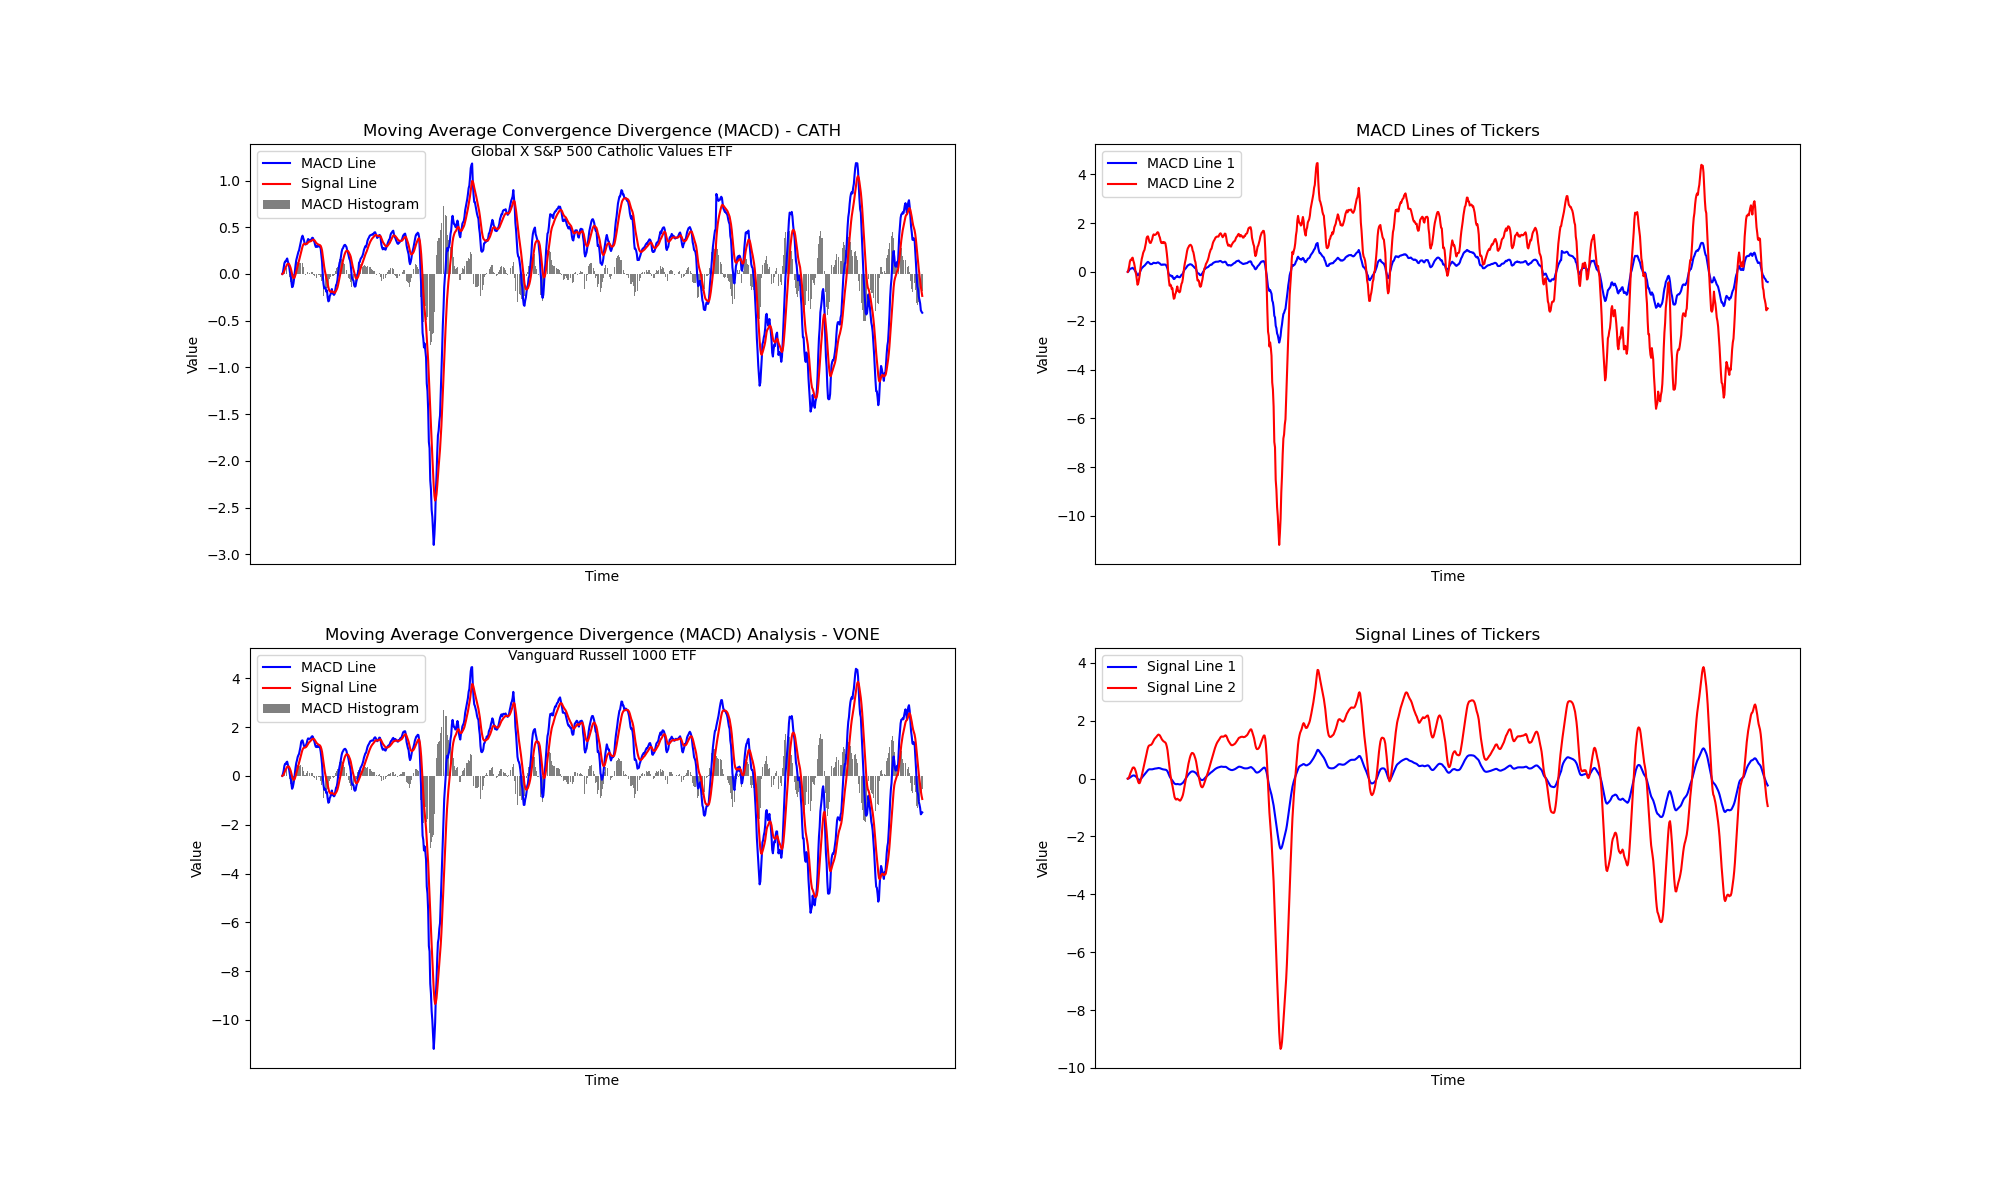 Moving Average Convergence Divergence (MACD) - CATH
Global X S&P 500 Catholic Values ETF
MACD Line
Signal Line
MACD Histogram
1.0
0.5
0.0
−0.5
−1.0
−1.5
−2.0
−2.5
−3.0
Value
Time
MACD Lines of Tickers
MACD Line 1
MACD Line 2
4
2
0
−2
−4
−6
−8
−10
Value
Time
Moving Average Convergence Divergence (MACD) Analysis - VONE
Vanguard Russell 1000 ETF
MACD Line
Signal Line
MACD Histogram
4
2
0
−2
−4
−6
−8
−10
Value
Time
Signal Lines of Tickers
Signal Line 1
Signal Line 2
4
2
0
−2
−4
−6
−8
−10
Value
Time